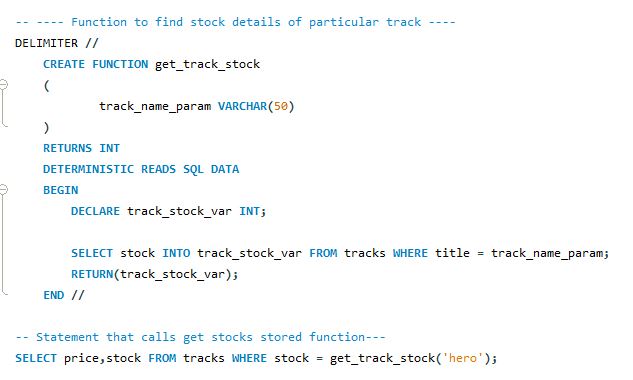 -- ---- Function to find stock details of particular track ----
DELIMITER //
CREATE FUNCTION get_track_stock
(
track_name_param VARCHAR(50)
)
RETURNS INT
DETERMINISTIC READS SQL DATA
BEGIN
DECLARE track_stock_var INT;
SELECT stock INTO track_stock_var FROM tracks WHERE title = track_name_param;
RETURN(track_stock_var);
END //
-- Statement that calls get stocks stored function---
SELECT price,stock FROM tracks WHERE stock = get_track_stock('hero');